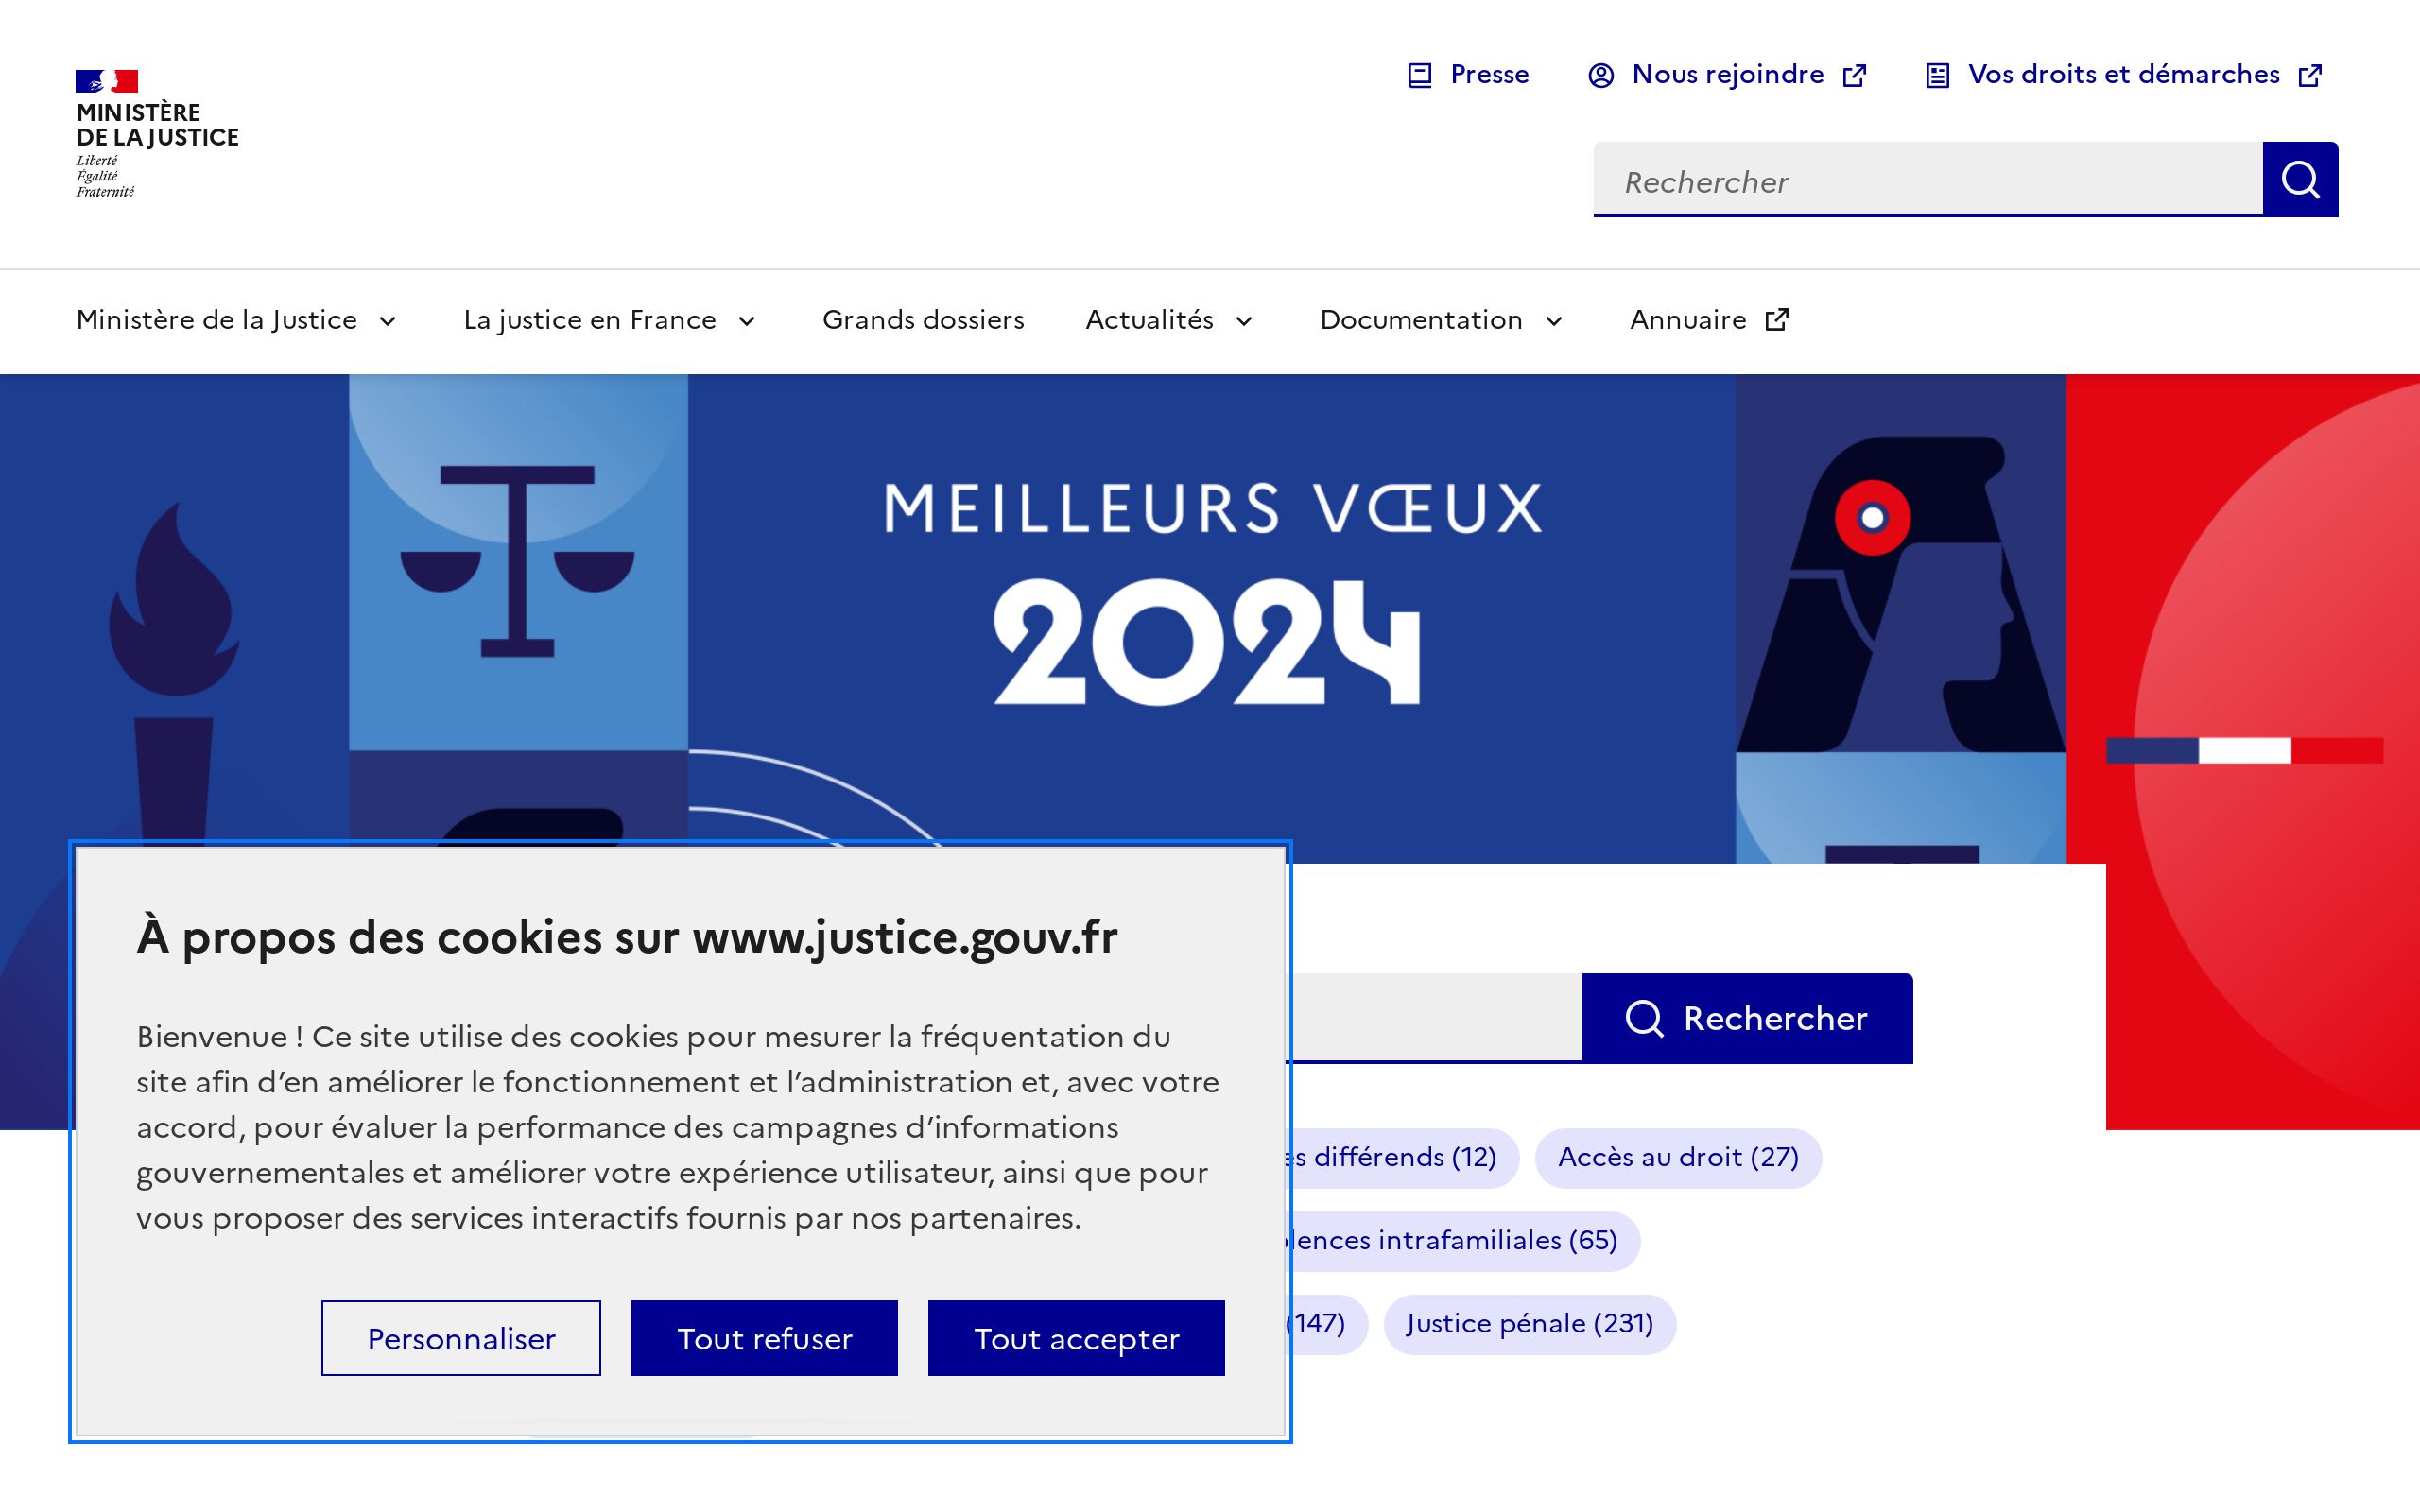 MINISTÈRE
DE LA JUSTICE
Liberté
Égalité
Fraternité
Presse
Nous rejoindre
Vos droits et démarches
Rechercher
Ministère de la Justice
La justice en France
Grands dossiers
Actualités
Documentation
Annuaire
MEILLEURS VŒUX
2024
À propos des cookies sur www.justice.gouv.fr
Bienvenue ! Ce site utilise des cookies pour mesurer la fréquentation du
site afin d’en améliorer le fonctionnement et l’administration et, avec votre
accord, pour évaluer la performance des campagnes d’informations
gouvernementales et améliorer votre expérience utilisateur, ainsi que pour
vous proposer des services interactifs fournis par nos partenaires.
Personnaliser
Tout refuser
Tout accepter
Rechercher
différends (12)
Accès au droit (27)
intrafamiliales (65)
(147)
Justice pénale (231)